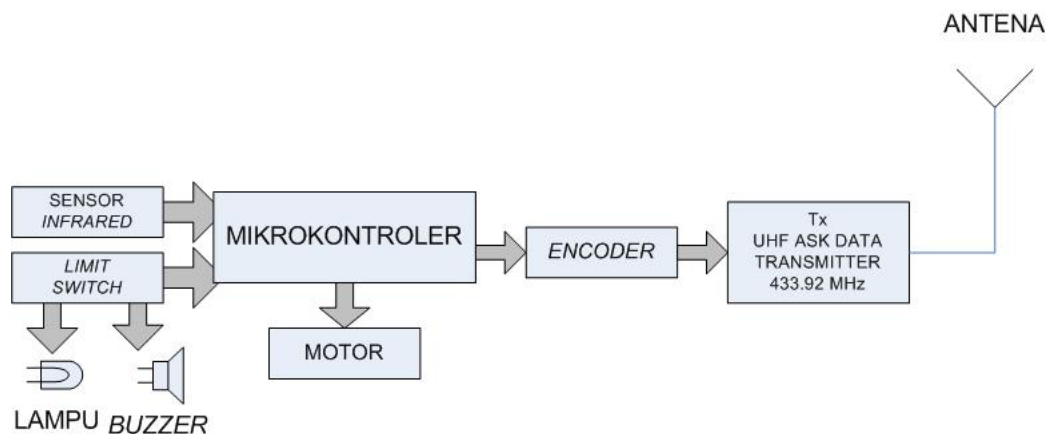 ANTENA
SENSOR
INFRARED
LIMIT
SWITCH
MIKROKONTROLER
ENCODER
Tx
UHF ASK DATA
TRANSMITTER
433.92 MHz
MOTOR
LAMPU
BUZZER